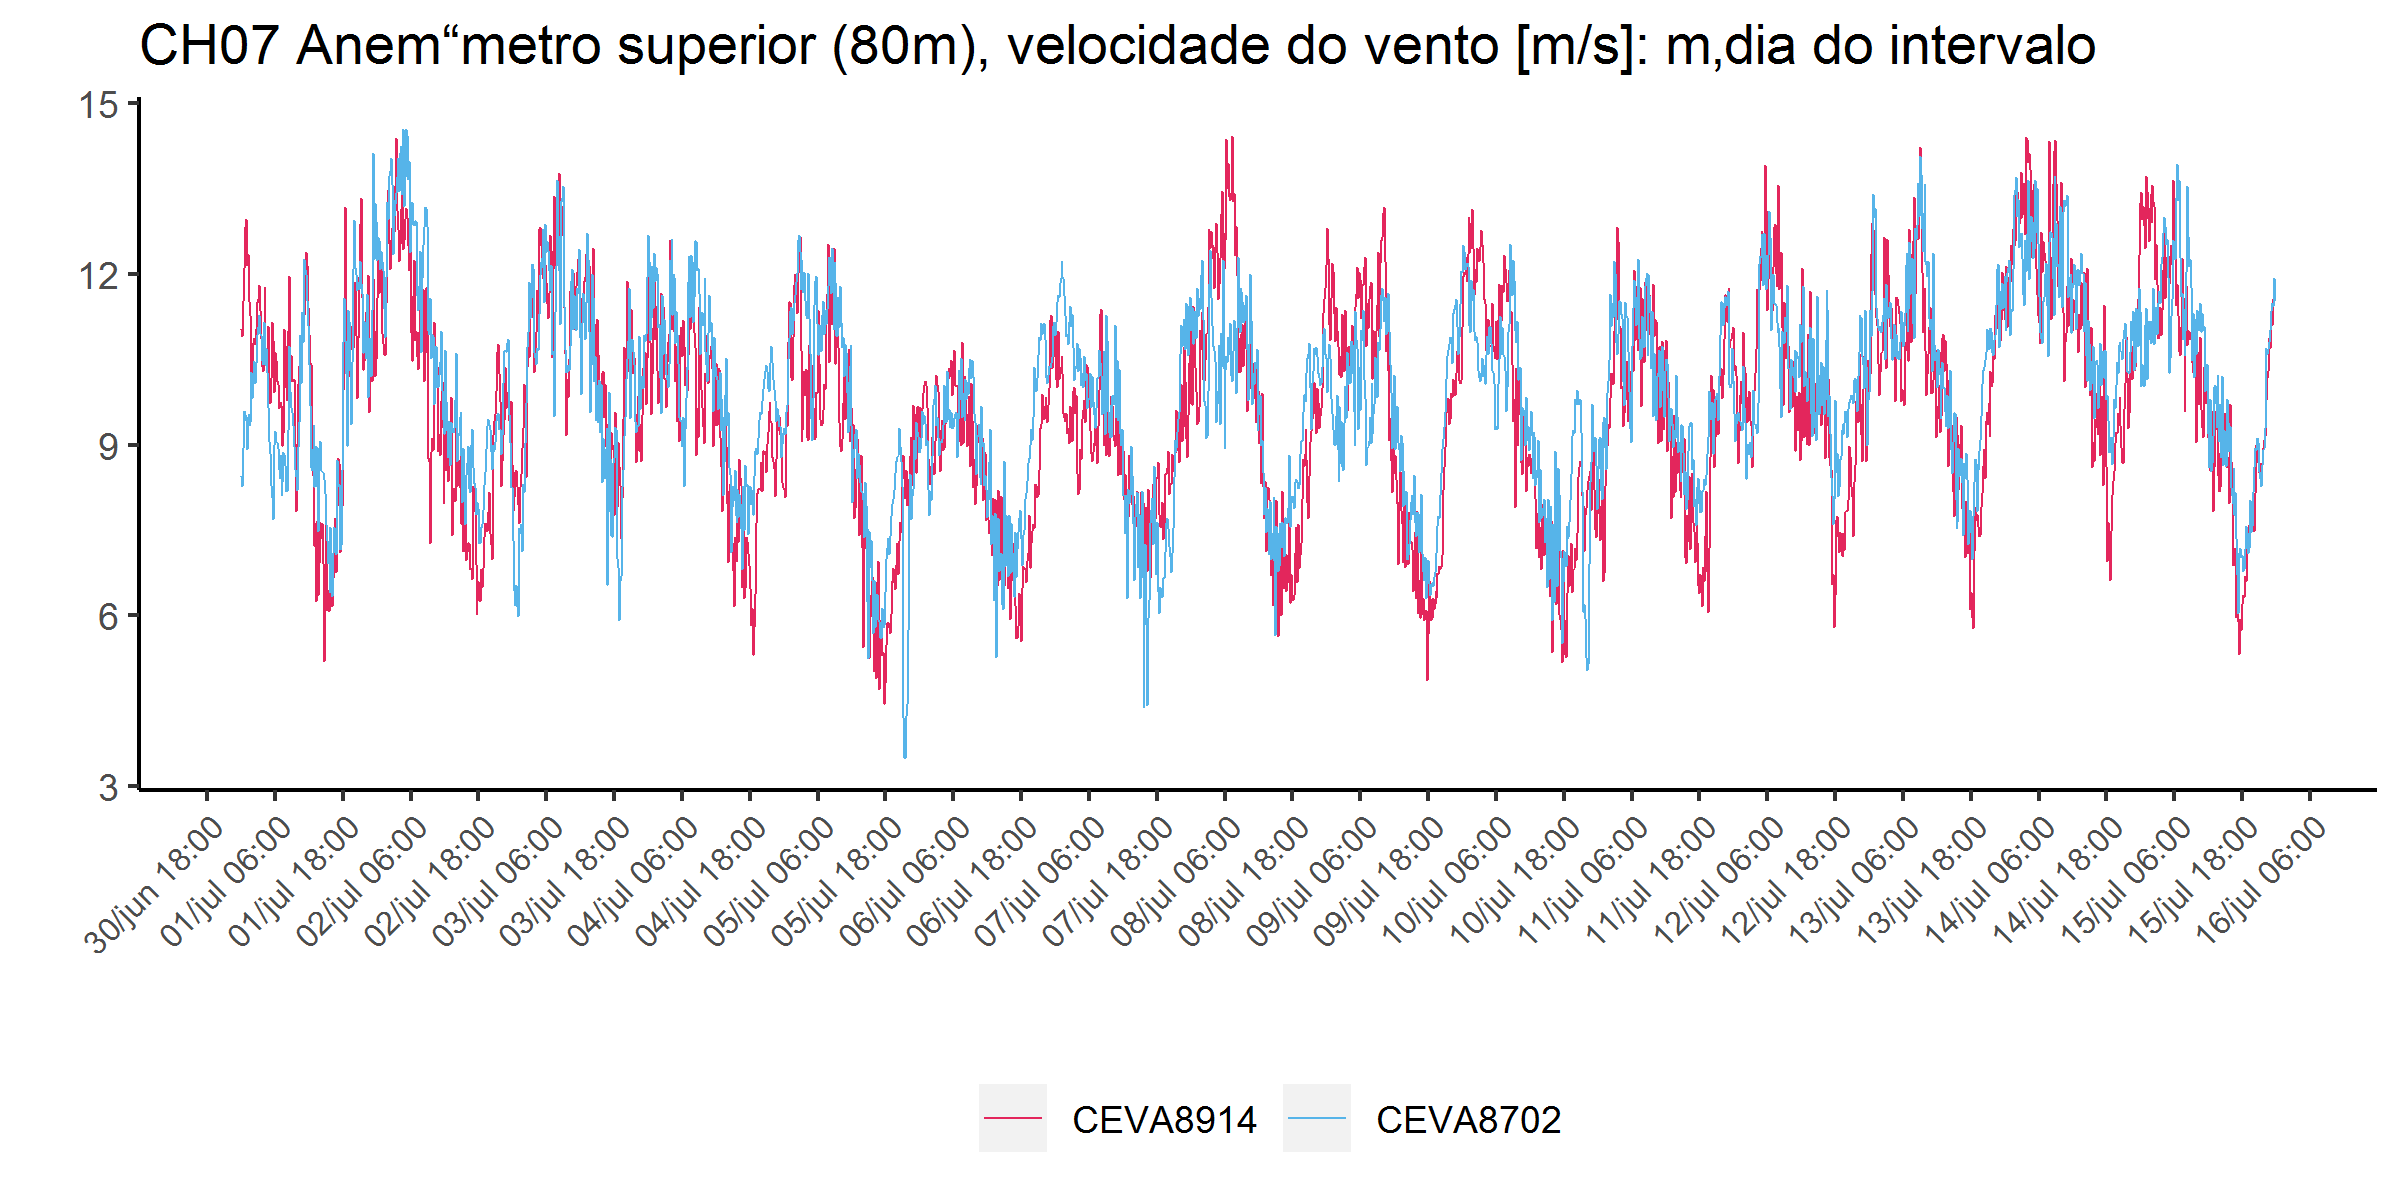 CH07 Anem“metro superior (80m), velocidade do vento [m/s]: m‚dia do intervalo
15
12
9
6
3
30/jun 18:00
01/jul 06:00
01/jul 18:00
02/jul 06:00
02/jul 18:00
03/jul 06:00
03/jul 18:00
04/jul 06:00
04/jul 18:00
05/jul 06:00
05/jul 18:00
06/jul 06:00
06/jul 18:00
07/jul 06:00
07/jul 18:00
08/jul 06:00
08/jul 18:00
09/jul 06:00
09/jul 18:00
10/jul 06:00
10/jul 18:00
11/jul 06:00
11/jul 18:00
12/jul 06:00
12/jul 18:00
13/jul 06:00
13/jul 18:00
14/jul 06:00
14/jul 18:00
15/jul 06:00
15/jul 18:00
16/jul 06:00
CEVA8914
CEVA8702